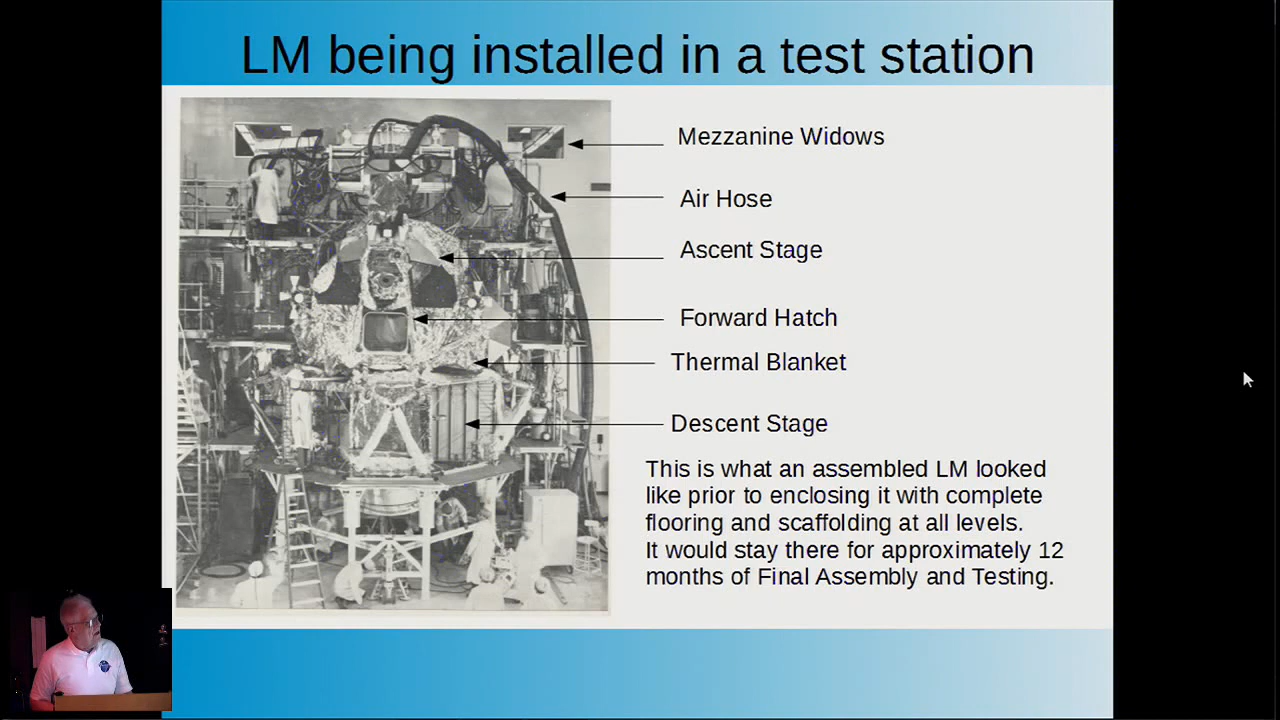 LM being installed in a test station
Mezzanine Widows
Air Hose
Ascent Stage
Forward Hatch
Thermal Blanket
Descent Stage
This is what an assembled LM looked
like prior to enclosing it with complete
flooring and scaffolding at all levels.
It would stay there for approximately 12
months of Final Assembly and Testing.